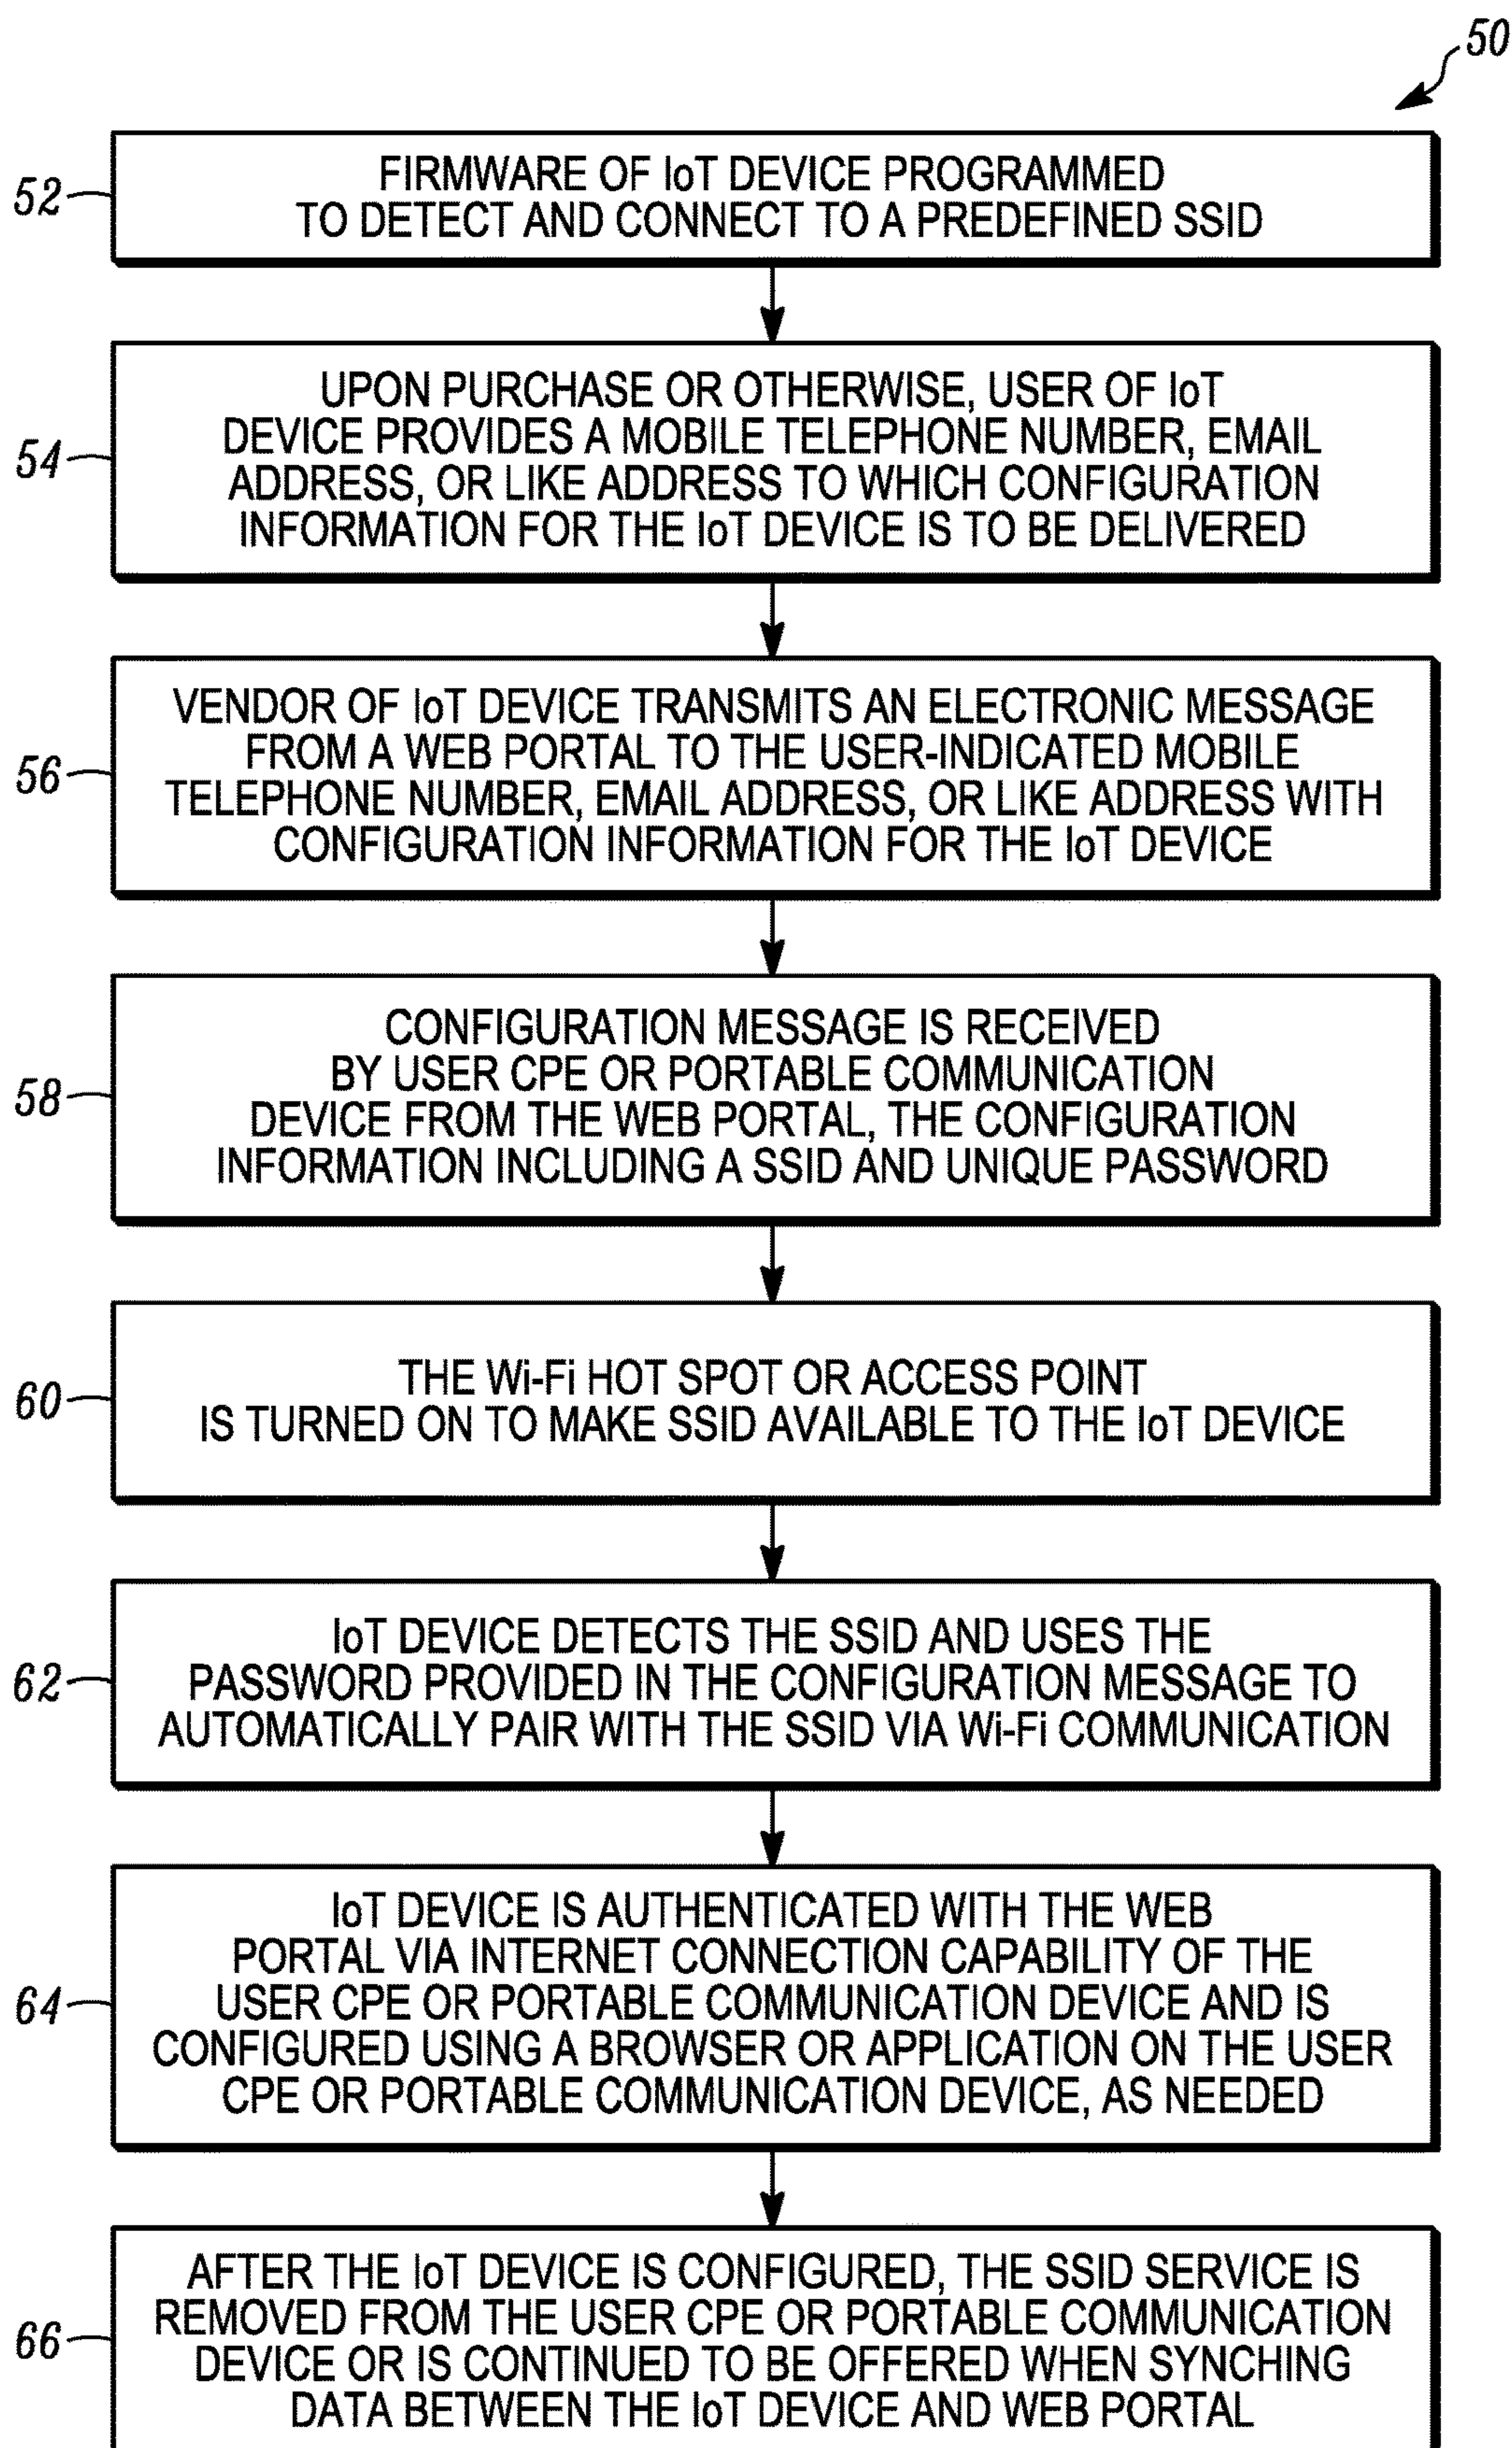 50
52
FIRMWARE OF IoT DEVICE PROGRAMMED
TO DETECT AND CONNECT TO A PREDEFINED SSID
54
UPON PURCHASE OR OTHERWISE, USER OF IoT
DEVICE PROVIDES A MOBILE TELEPHONE NUMBER, EMAIL
ADDRESS, OR LIKE ADDRESS TO WHICH CONFIGURATION
INFORMATION FOR THE IoT DEVICE IS TO BE DELIVERED
56
VENDOR OF IoT DEVICE TRANSMITS AN ELECTRONIC MESSAGE
FROM A WEB PORTAL TO THE USER-INDICATED MOBILE
TELEPHONE NUMBER, EMAIL ADDRESS, OR LIKE ADDRESS WITH
CONFIGURATION INFORMATION FOR THE IoT DEVICE
58
CONFIGURATION MESSAGE IS RECEIVED
BY USER CPE OR PORTABLE COMMUNICATION
DEVICE FROM THE WEB PORTAL, THE CONFIGURATION
INFORMATION INCLUDING A SSID AND UNIQUE PASSWORD
60
THE Wi-Fi HOT SPOT OR ACCESS POINT
IS TURNED ON TO MAKE SSID AVAILABLE TO THE IoT DEVICE
62
IoT DEVICE DETECTS THE SSID AND USES THE
PASSWORD PROVIDED IN THE CONFIGURATION MESSAGE TO
AUTOMATICALLY PAIR WITH THE SSID VIA Wi-Fi COMMUNICATION
64
IoT DEVICE IS AUTHENTICATED WITH THE WEB
PORTAL VIA INTERNET CONNECTION CAPABILITY OF THE
USER CPE OR PORTABLE COMMUNICATION DEVICE AND IS
CONFIGURED USING A BROWSER OR APPLICATION ON THE USER
CPE OR PORTABLE COMMUNICATION DEVICE, AS NEEDED
66
AFTER THE IoT DEVICE IS CONFIGURED, THE SSID SERVICE IS
REMOVED FROM THE USER CPE OR PORTABLE COMMUNICATION
DEVICE OR IS CONTINUED TO BE OFFERED WHEN SYNCHING
DATA BETWEEN THE IoT DEVICE AND WEB PORTAL